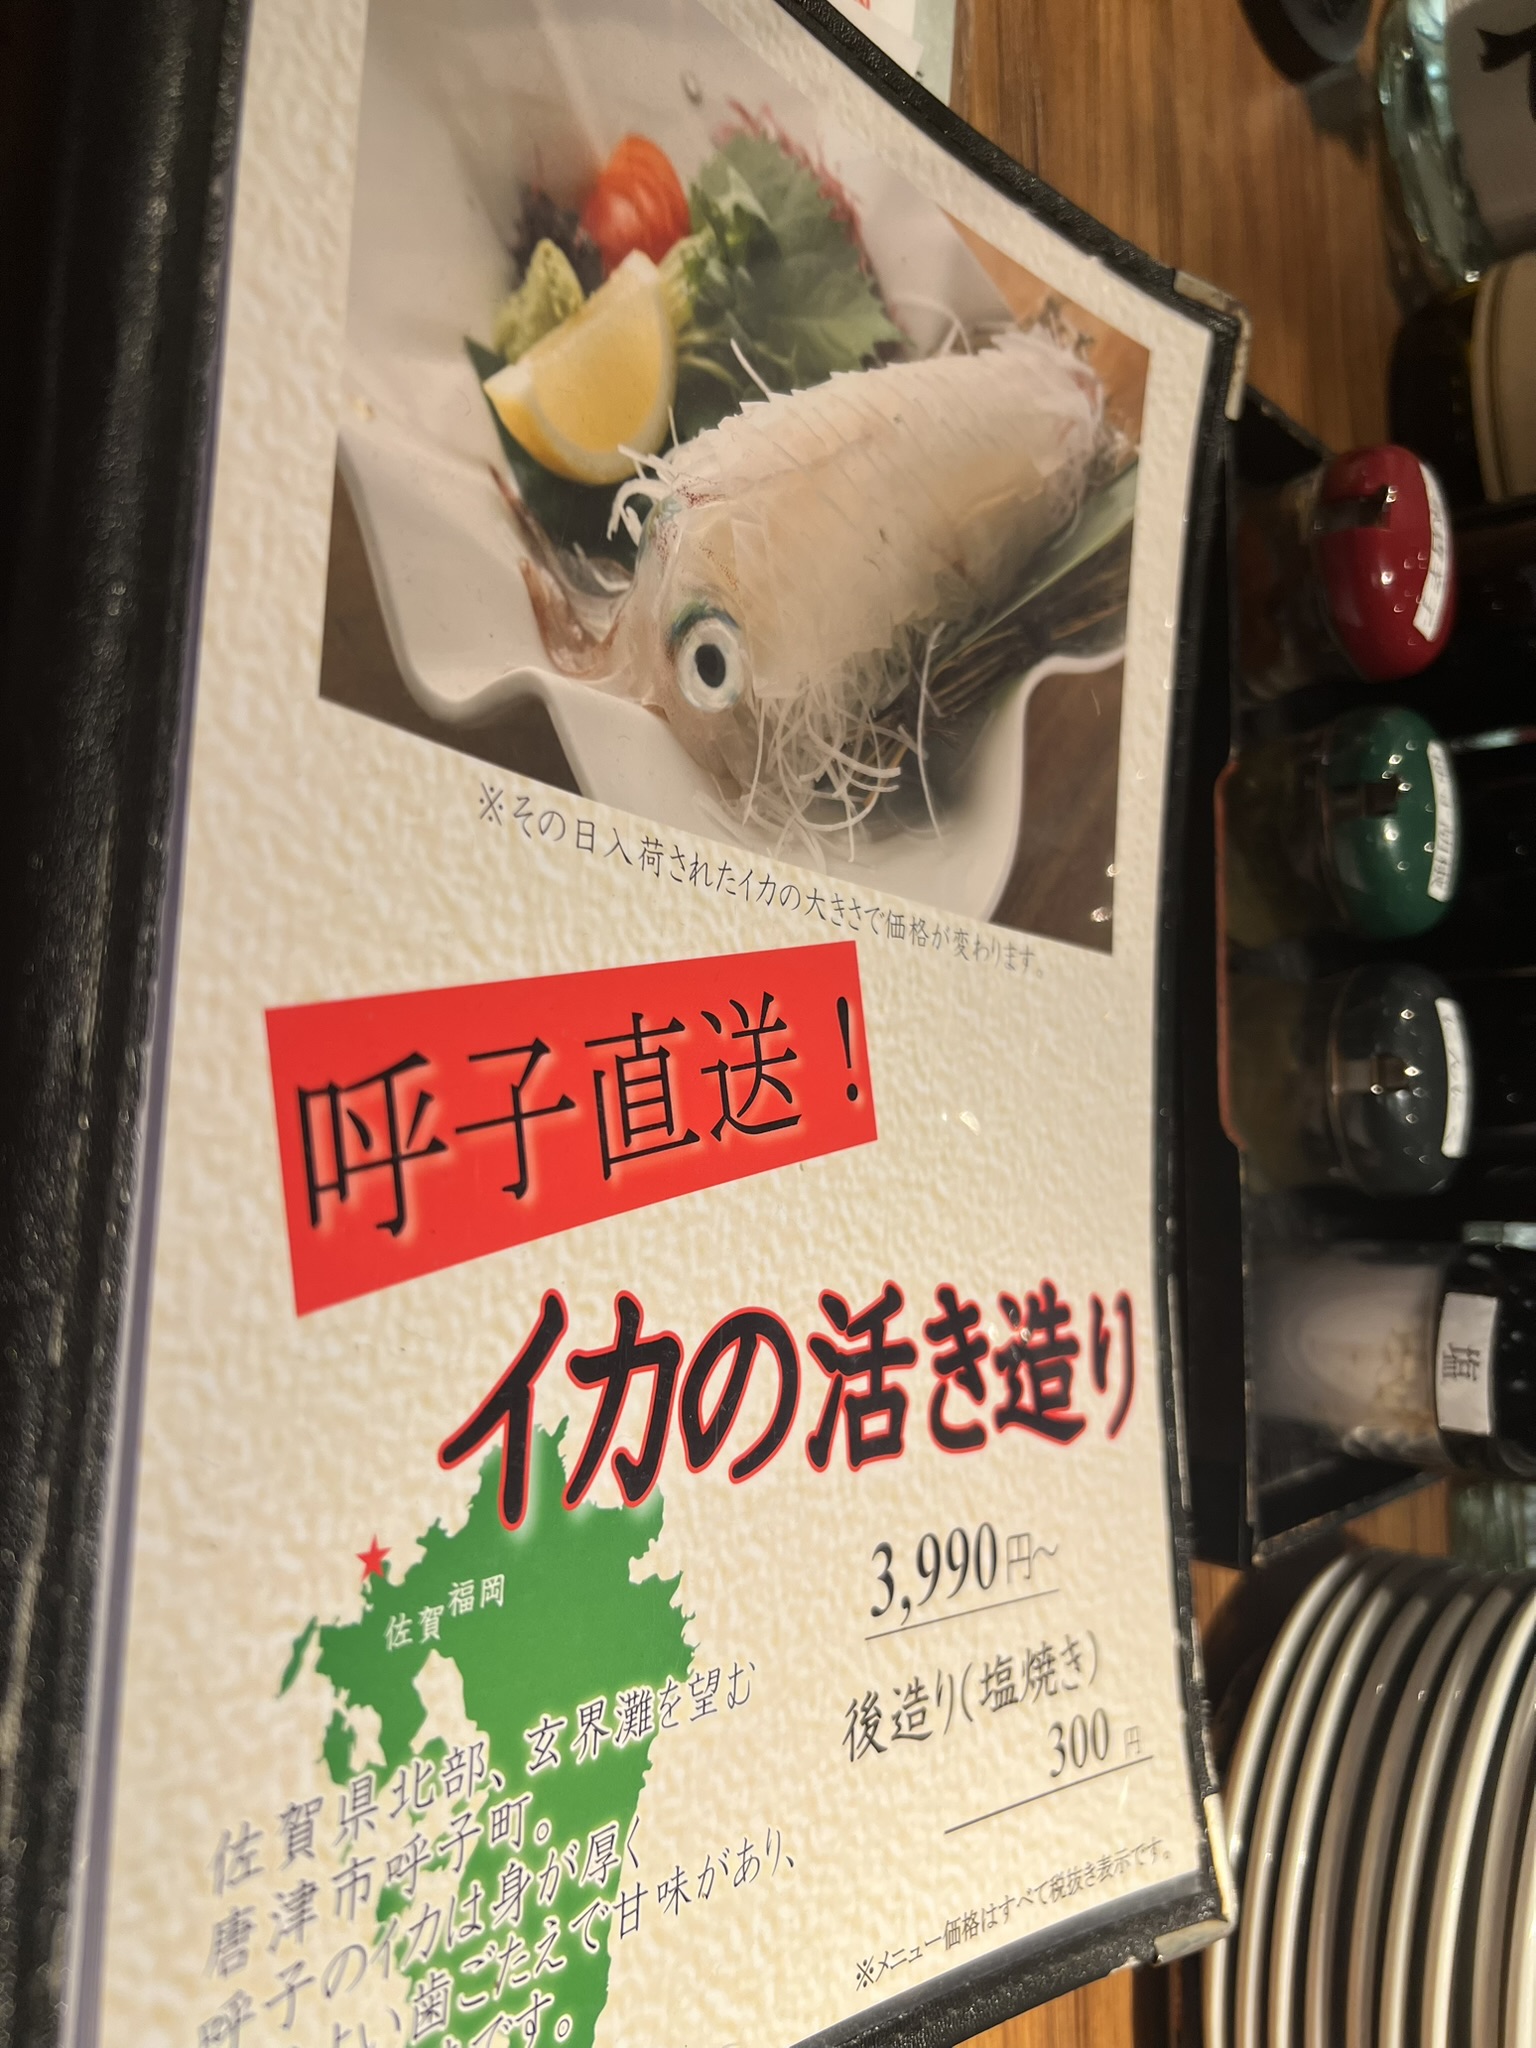 ※その日入荷されたイカの大きさで価格が変わります。
呼子直送!
イカの活き造り
3,990円~
後造り(塩焼き)
300円
福岡
佐賀
佐賀県北部、玄界灘を望む
唐津市呼子町。
呼子のイカは身が厚く
歯ごたえで甘味があり、
です。
※メニュー価格はすべて税抜き表示です。
塩